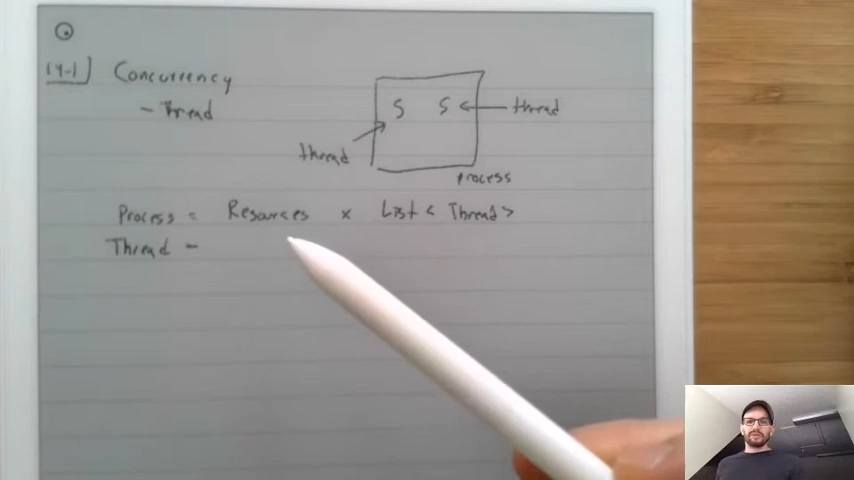 14-1] Concurrency
- Thread
S S ← thread
thread
process
Process = Resources x List < Thread>
Thread =